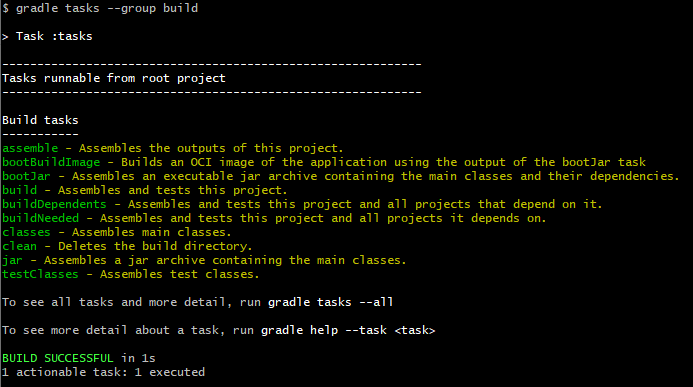 $ gradle tasks --group build
> Task :tasks
------------------------------------------------------------
Tasks runnable from root project
------------------------------------------------------------
Build tasks
-----------
assemble - Assembles the outputs of this project.
bootBuildImage - Builds an OCI image of the application using the output of the bootJar task
bootJar - Assembles an executable jar archive containing the main classes and their dependencies.
build - Assembles and tests this project.
buildDependents - Assembles and tests this project and all projects that depend on it.
buildNeeded - Assembles and tests this project and all projects it depends on.
classes - Assembles main classes.
clean - Deletes the build directory.
jar - Assembles a jar archive containing the main classes.
testClasses - Assembles test classes.
To see all tasks and more detail, run gradle tasks --all
To see more detail about a task, run gradle help --task <task>
BUILD SUCCESSFUL in 1s
1 actionable task: 1 executed